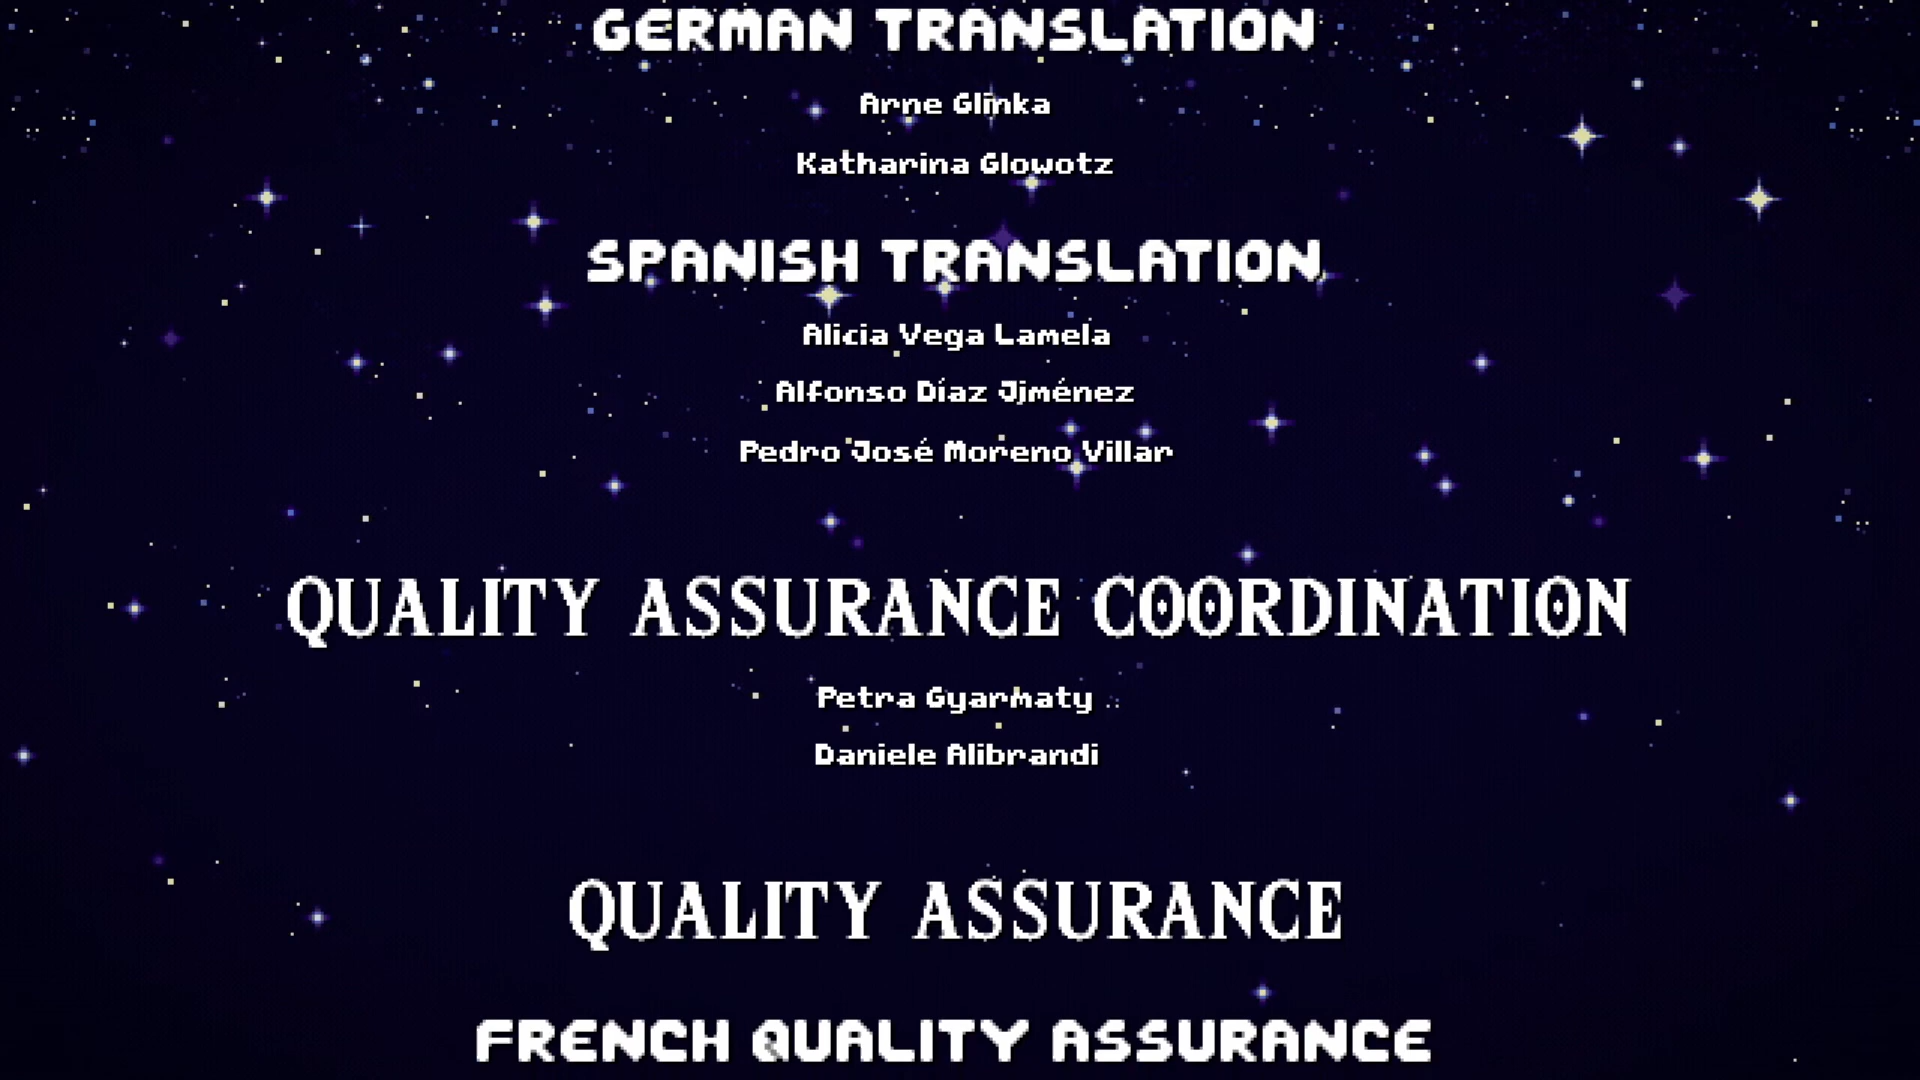 GERMAN TRANSLATION
Arne Glinka
Katharina Glowotz
SPANISH TRANSLATION
Alicia Vega Lamela
Alfonso Díaz Jiménez
Pedro José Moreno Villar
QUALITY ASSURANCE COORDINATION
Petra Gyarmaty
Daniele Alibrandi
QUALITY ASSURANCE
FRENCH QUALITY ASSURANCE